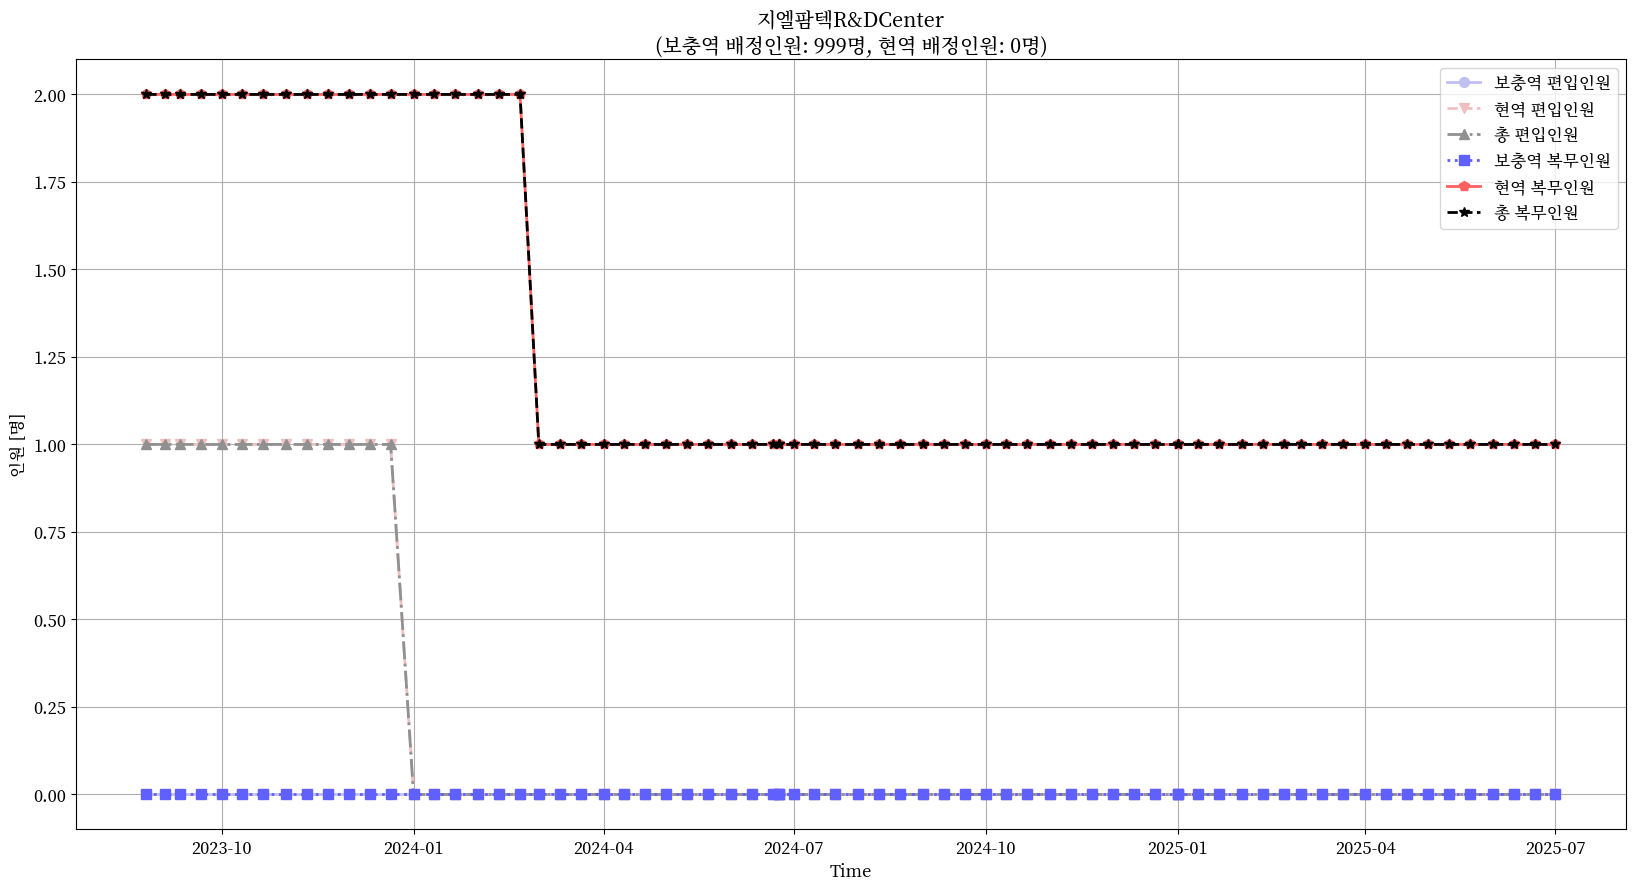 지엘팜텍R&DCenter
(보충역 배정인원: 999명, 현역 배정인원: 0명)
보충역 편입인원
현역 편입인원
총 편입인원
보충역 복무인원
현역 복무인원
총 복무인원
인원 [명]
2.00
1.75
1.50
1.25
1.00
0.75
0.50
0.25
0.00
2023-10
2024-01
2024-04
2024-07
2024-10
2025-01
2025-04
2025-07
Time